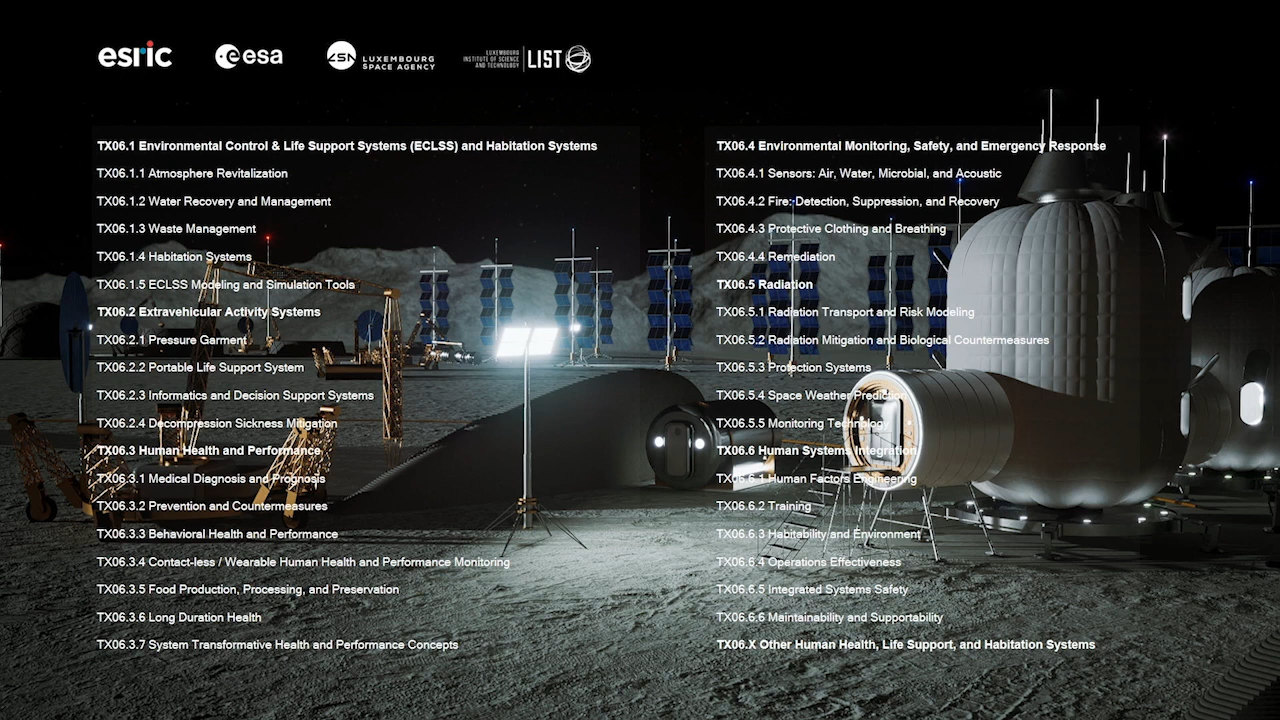 esric
esa
LSA LUXEMBOURG
SPACE AGENCY
LUXEMBOURG
INSTITUTE OF SCIENCE
AND TECHNOLOGY
LIST
TX06.1 Environmental Control & Life Support Systems (ECLSS) and Habitation Systems
TX06.1.1 Atmosphere Revitalization
TX06.1.2 Water Recovery and Management
TX06.1.3 Waste Management
TX06.1.4 Habitation Systems
TX06.1.5 ECLSS Modeling and Simulation Tools
TX06.2 Extravehicular Activity Systems
TX06.2.1 Pressure Garment
TX06.2.2 Portable Life Support System
TX06.2.3 Informatics and Decision Support Systems
TX06.2.4 Decompression Sickness Mitigation
TX06.3 Human Health and Performance
TX06.3.1 Medical Diagnosis and Prognosis
TX06.3.2 Prevention and Countermeasures
TX06.3.3 Behavioral Health and Performance
TX06.3.4 Contact-less / Wearable Human Health and Performance Monitoring
TX06.3.5 Food Production, Processing, and Preservation
TX06.3.6 Long Duration Health
TX06.3.7 System Transformative Health and Performance Concepts
TX06.4 Environmental Monitoring, Safety, and Emergency Response
TX06.4.1 Sensors: Air, Water, Microbial, and Acoustic
TX06.4.2 Fire: Detection, Suppression, and Recovery
TX06.4.3 Protective Clothing and Breathing
TX06.4.4 Remediation
TX06.5 Radiation
TX06.5.1 Radiation Transport and Risk Modeling
TX06.5.2 Radiation Mitigation and Biological Countermeasures
TX06.5.3 Protection Systems
TX06.5.4 Space Weather Prediction
TX06.5.5 Monitoring Technology
TX06.6 Human Systems Integration
TX06.6.1 Human Factors Engineering
TX06.6.2 Training
TX06.6.3 Habitability and Environment
TX06.6.4 Operations Effectiveness
TX06.6.5 Integrated Systems Safety
TX06.6.6 Maintainability and Supportability
TX06.X Other Human Health, Life Support, and Habitation Systems